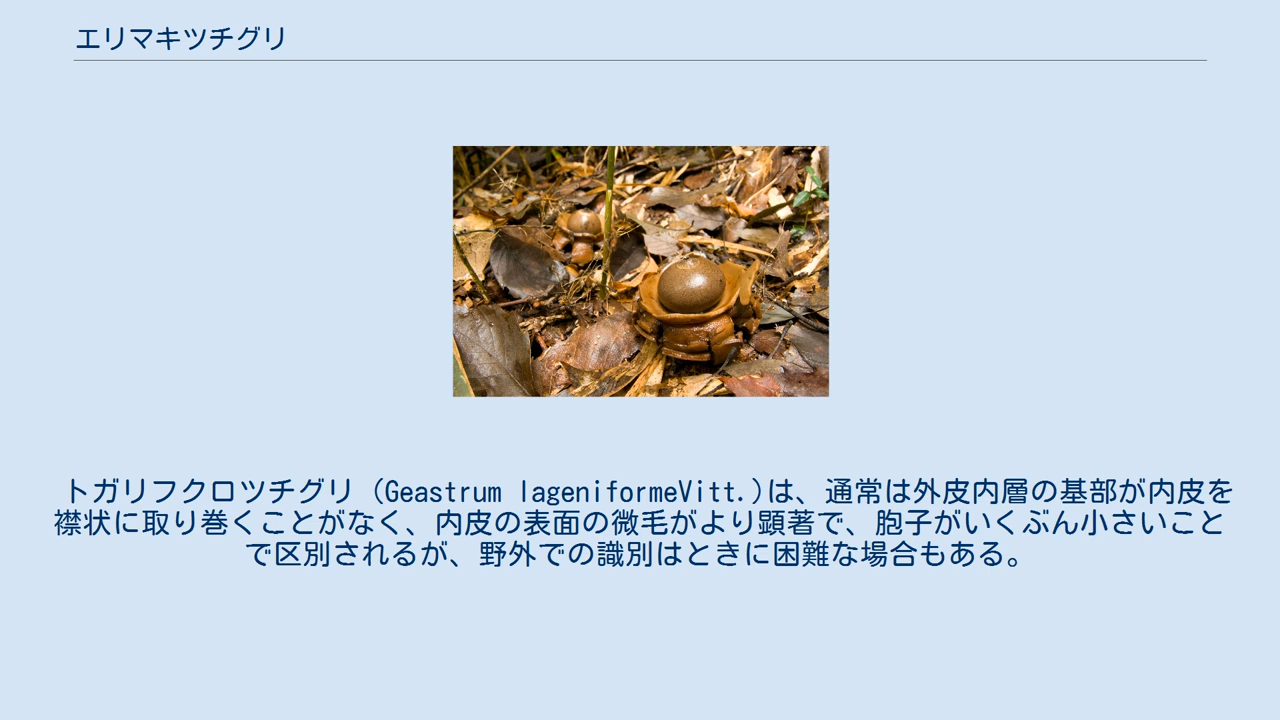 エリマキツチグリ
トガリフクロツチグリ (Geastrum lageniformeVitt.)は、通常は外皮内層の基部が内皮を
襟状に取り巻くことがなく、内皮の表面の微毛がより顕著で、胞子がいくぶん小さいこと
で区別されるが、野外での識別はときに困難な場合もある。